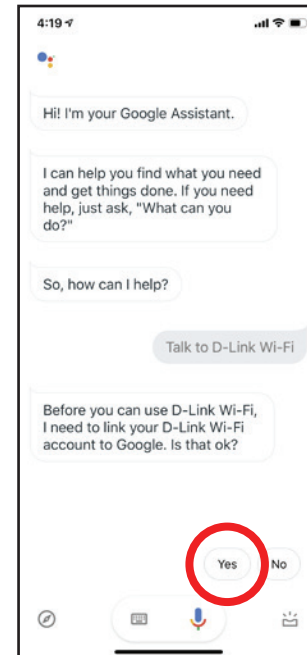 4:19
Hi! I'm your Google Assistant.
I can help you find what you need
and get things done. If you need
help, just ask, "What can you
do?"
So, how can I help?
Talk to D-Link Wi-Fi
Before you can use D-Link Wi-Fi,
I need to link your D-Link Wi-Fi
account to Google. Is that ok?
Yes No